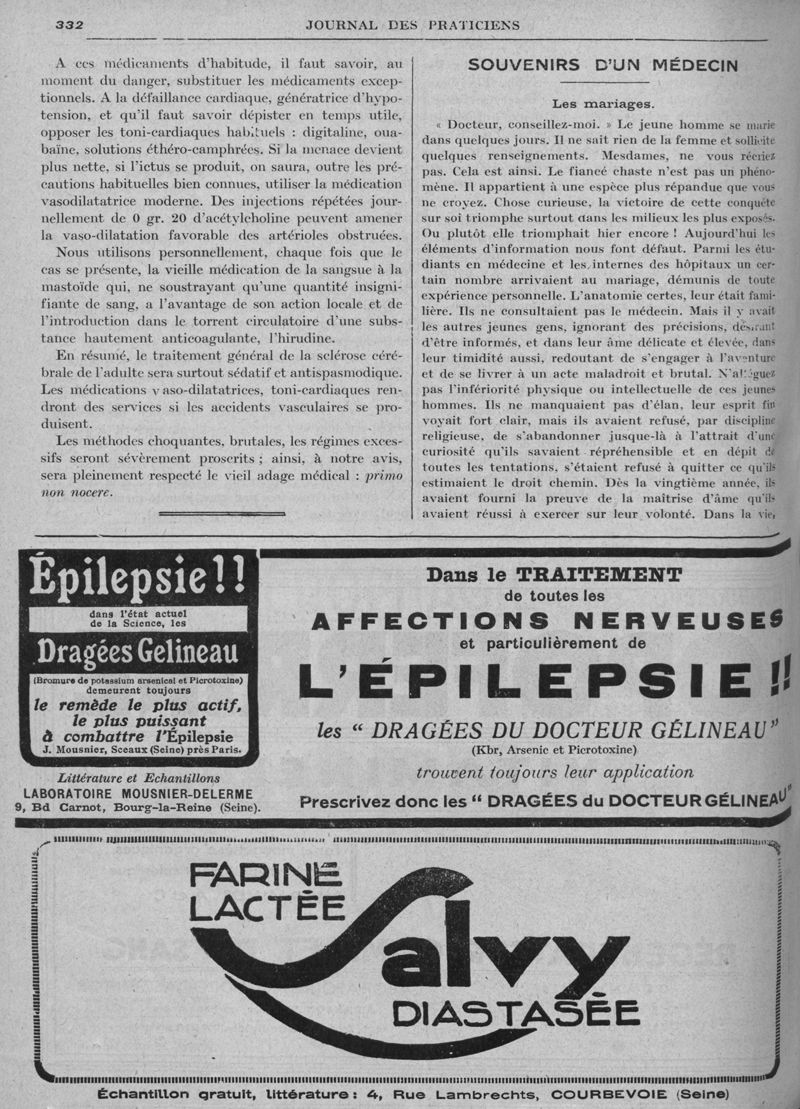 332
JOURNAL DES PRATICIENS
A ces médicaments d'habitude, il faut savoir, au
moment du danger, substituer les médicaments excep-
tionnels. A la défaillance cardiaque, génératrice d'hypo-
tension, et qu'il faut savoir dépister en temps utile,
opposer les toni-cardiaques habituels : digitaline, oua-
baïne, solutions éthéro-camphrées. Si la menace devient
plus nette, si l'ictus se produit, on saura, outre les pré-
cautions habituelles bien connues, utiliser la médication
vasodilatatrice moderne. Des injections répétées jour-
nellement de 0 gr. 20 d'acétylcholine peuvent amener
la vaso-dilatation favorable des artérioles obstruées.
Nous utilisons personnellement, chaque fois que le
cas se présente, la vieille médication de la sangsue à la
mastoïde qui, ne soustrayant qu'une quantité insigni-
fiante de sang, a l'avantage de son action locale et de
l'introduction dans le torrent circulatoire d'une subs-
tance hautement anticoagulante, l'hirudine.
En résumé, le traitement général de la sclérose céré-
brale de l'adulte sera surtout sédatif et antispasmodique.
Les médications vaso-dilatatrices, toni-cardiaques ren-
dront des services si les accidents vasculaires se pro-
duisent.
Les méthodes choquantes, brutales, les régimes exces-
sifs seront sévèrement proscrits ; ainsi, à notre avis,
sera pleinement respecté le vieil adage médical : primo
non nocere.
SOUVENIRS D'UN MÉDECIN
Les mariages.
« Docteur, conseillez-moi. » Le jeune homme se marie
dans quelques jours. Il ne sait rien de la femme et sollicite
quelques renseignements. Mesdames, ne vous récriez
pas. Cela est ainsi. Le fiancé chaste n'est pas un phéno-
mène. Il appartient à une espèce plus répandue que vous
ne croyez. Chose curieuse, la victoire de cette conquête
sur soi triomphe surtout dans les milieux les plus exposés.
Ou plutôt elle triomphait hier encore ! Aujourd'hui les
éléments d'information nous font défaut. Parmi les étu-
diants en médecine et les internes des hôpitaux un cer-
tain nombre arrivaient au mariage, démunis de toute
expérience personnelle. L'anatomie certes, leur était fami-
lière. Ils ne consultaient pas le médecin. Mais il y avait
les autres jeunes gens, ignorant des précisions, désirant
d'être informés, et dans leur âme délicate et élevée, dans
leur timidité aussi, redoutant de s'engager à l'aventure
et de se livrer à un acte maladroit et brutal. N'alléguez
pas l'infériorité physique ou intellectuelle de ces jeunes
hommes. Ils ne manquaient pas d'élan, leur esprit fin
voyait fort clair, mais ils avaient refusé, par discipline
religieuse, de s'abandonner jusque-là à l'attrait d'une
curiosité qu'ils savaient répréhensible et en dépit de
toutes les tentations, s'étaient refusé à quitter ce qu'ils
estimaient le droit chemin. Dès la vingtième année, ils
avaient fourni la preuve de la maîtrise d'âme qu'ils
avaient réussi à exercer sur leur volonté. Dans la vie,
Épilepsie!!
dans l'état actuel
de la Science, les
Dragées Gelineau
(Bromure de potassium arsenical et Picrotoxine)
demeurent toujours
le remède le plus actif,
le plus puissant
à combattre l'Épilepsie
J. Mousnier, Sceaux (Seine) près Paris.
Littérature et Echantillons
LABORATOIRE MOUSNIER-DELERME
9, Bd Carnot, Bourg-la-Reine (Seine).
Dans le TRAITEMENT
de toutes les
AFFECTIONS NERVEUSES
et particulièrement de
L'ÉPILEPSIE!!
les “ DRAGÉES DU DOCTEUR GÉLINEAU”
(Kbr, Arsenic et Picrotoxine)
trouvent toujours leur application
Prescrivez donc les “ DRAGÉES du DOCTEUR GÉLINEAU”
FARINE
LACTÉE
Salvy
DIASTASÉE
Échantillon gratuit, littérature : 4, Rue Lambrechts, COURBEVOIE (Seine)